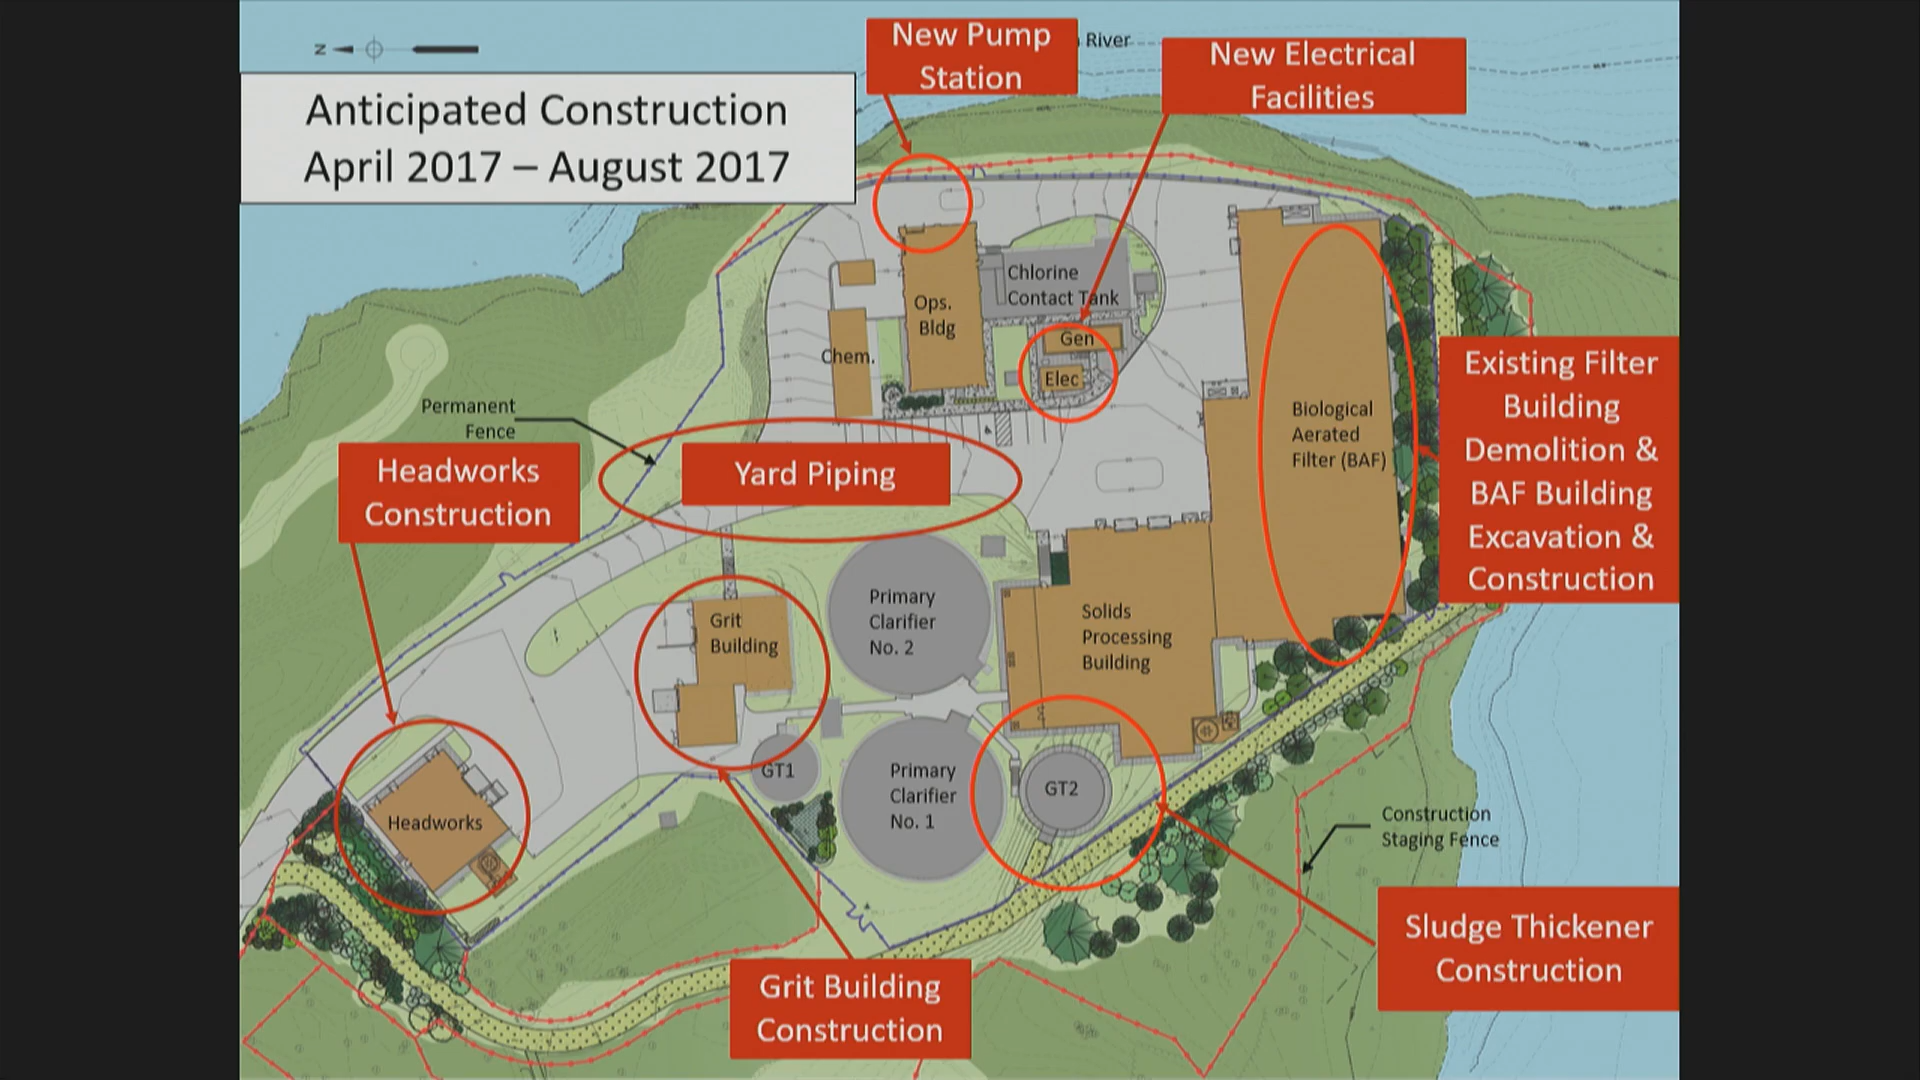 N
New Pump
Station
River
New Electrical
Facilities
Anticipated Construction
April 2017 – August 2017
Chlorine
Contact Tank
Ops.
Bldg
Gen
Elec
Chem.
Existing Filter
Building
Demolition &
BAF Building
Excavation &
Construction
Biological
Aerated
Filter (BAF)
Permanent
Fence
Headworks
Construction
Yard Piping
Grit
Building
Primary
Clarifier
No. 2
Solids
Processing
Building
GT1
Primary
Clarifier
No. 1
GT2
Headworks
Construction
Staging Fence
Sludge Thickener
Construction
Grit Building
Construction